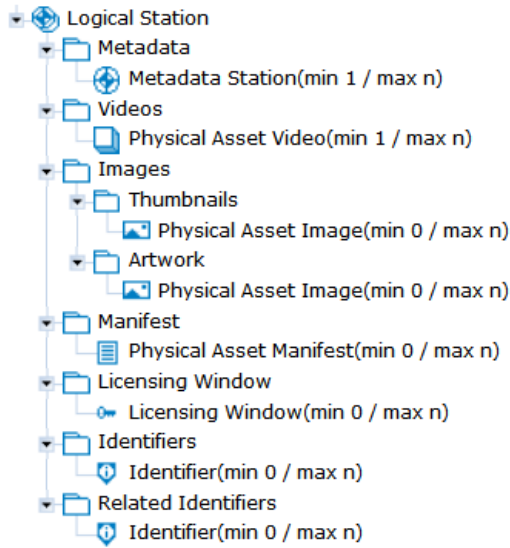 Logical Station
Metadata
Metadata Station(min 1 / max n)
Videos
Physical Asset Video(min 1 / max n)
Images
Thumbnails
Physical Asset Image(min 0 / max n)
Artwork
Physical Asset Image(min 0 / max n)
Manifest
Physical Asset Manifest(min 0 / max n)
Licensing Window
Licensing Window(min 0 / max n)
Identifiers
Identifier(min 0 / max n)
Related Identifiers
Identifier(min 0 / max n)